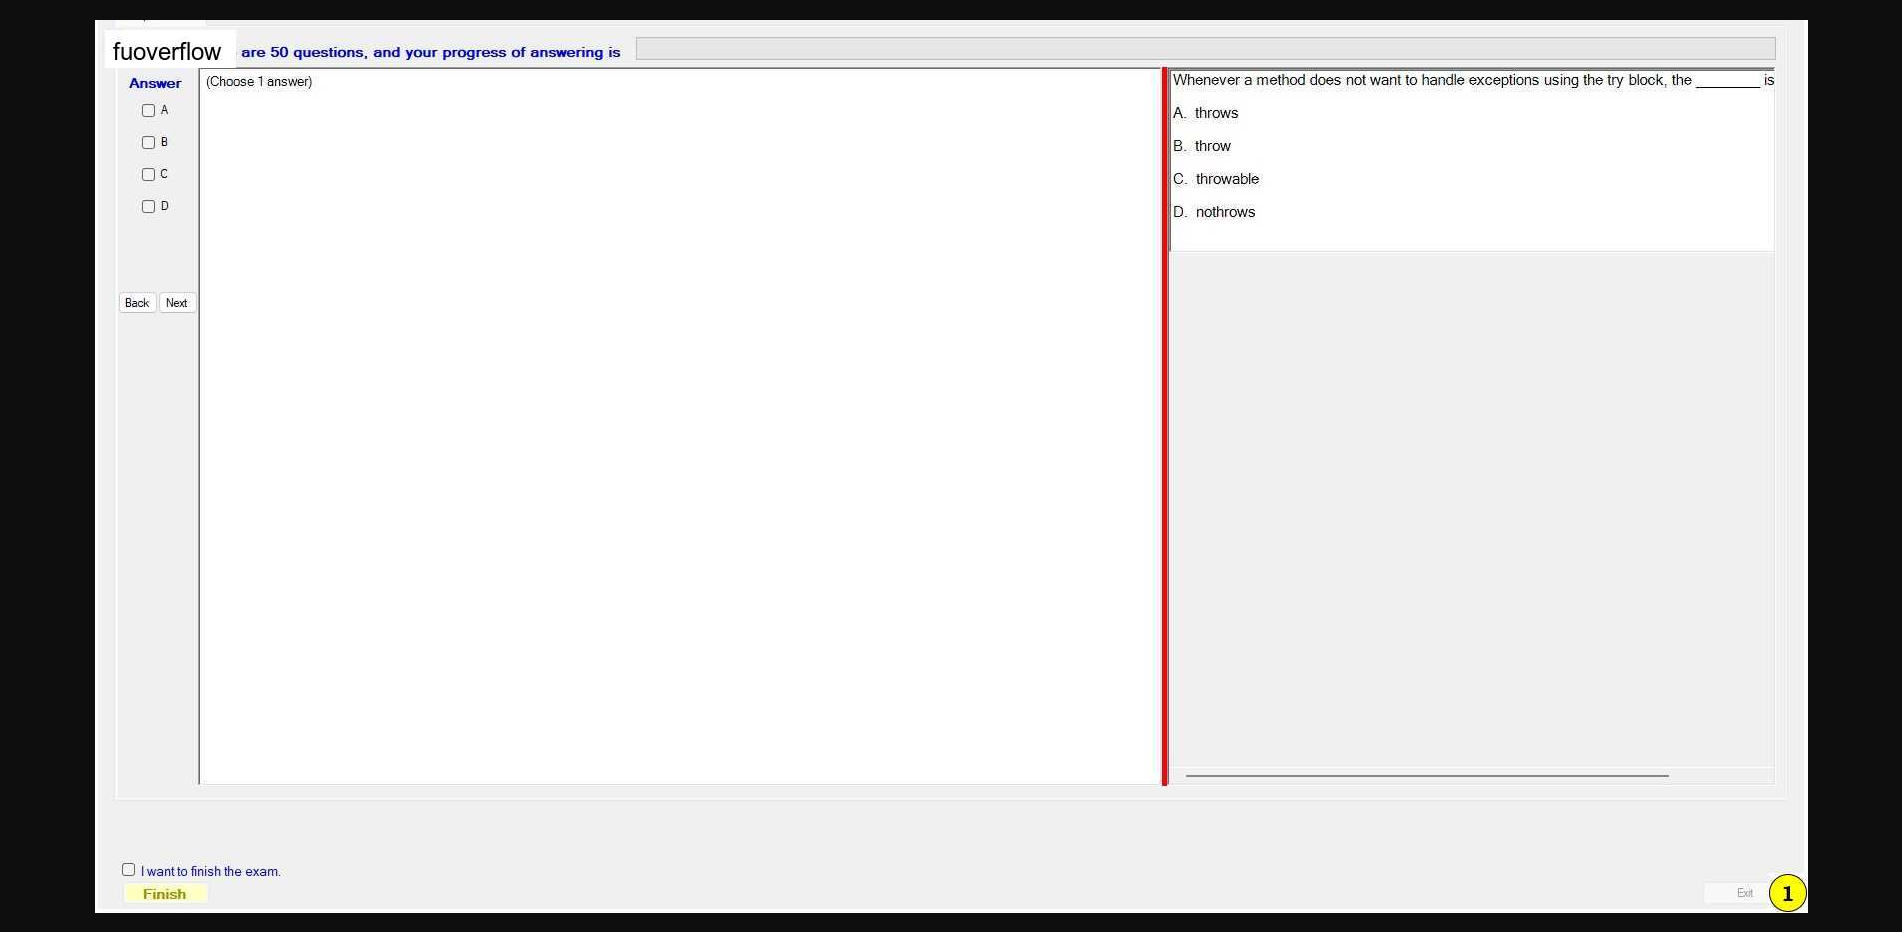 fuoverflow are 50 questions, and your progress of answering is
Answer
(Choose 1 answer)
A
B
C
D
Back Next
Whenever a method does not want to handle exceptions using the try block, the ________ is
A. throws
B. throw
C. throwable
D. nothrows
I want to finish the exam.
Finish
Exit
1